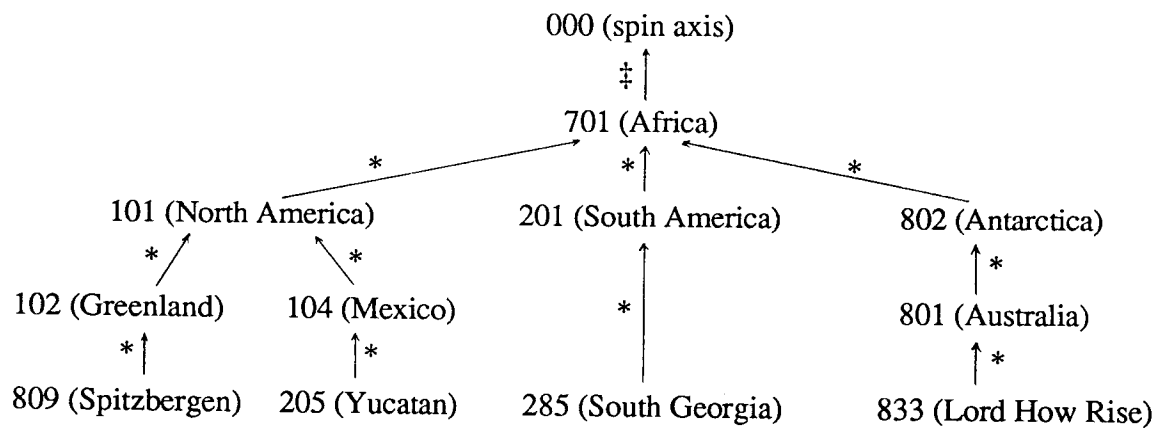 000 (spin axis)
‡
701 (Africa)
* * *
101 (North America) 201 (South America) 802 (Antarctica)
* * *
102 (Greenland) 104 (Mexico) * 801 (Australia)
* * *
809 (Spitzbergen) 205 (Yucatan) 285 (South Georgia) 833 (Lord How Rise)